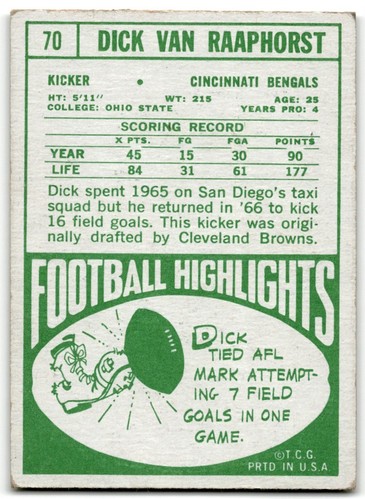 70 DICK VAN RAAPHORST
KICKER • CINCINNATI BENGALS
HT: 5'11" WT: 215 AGE: 25
COLLEGE: OHIO STATE YEARS PRO: 4
SCORING RECORD
X PTS. FG FGA POINTS
YEAR 45 15 30 90
LIFE 84 31 61 177
Dick spent 1965 on San Diego's taxi
squad but he returned in '66 to kick
16 field goals. This kicker was orig-
inally drafted by Cleveland Browns.
FOOTBALL HIGHLIGHTS
DICK
TIED AFL
MARK ATTEMPT-
ING 7 FIELD
GOALS IN ONE
GAME.
©T.C.G.
PRTD IN U.S.A